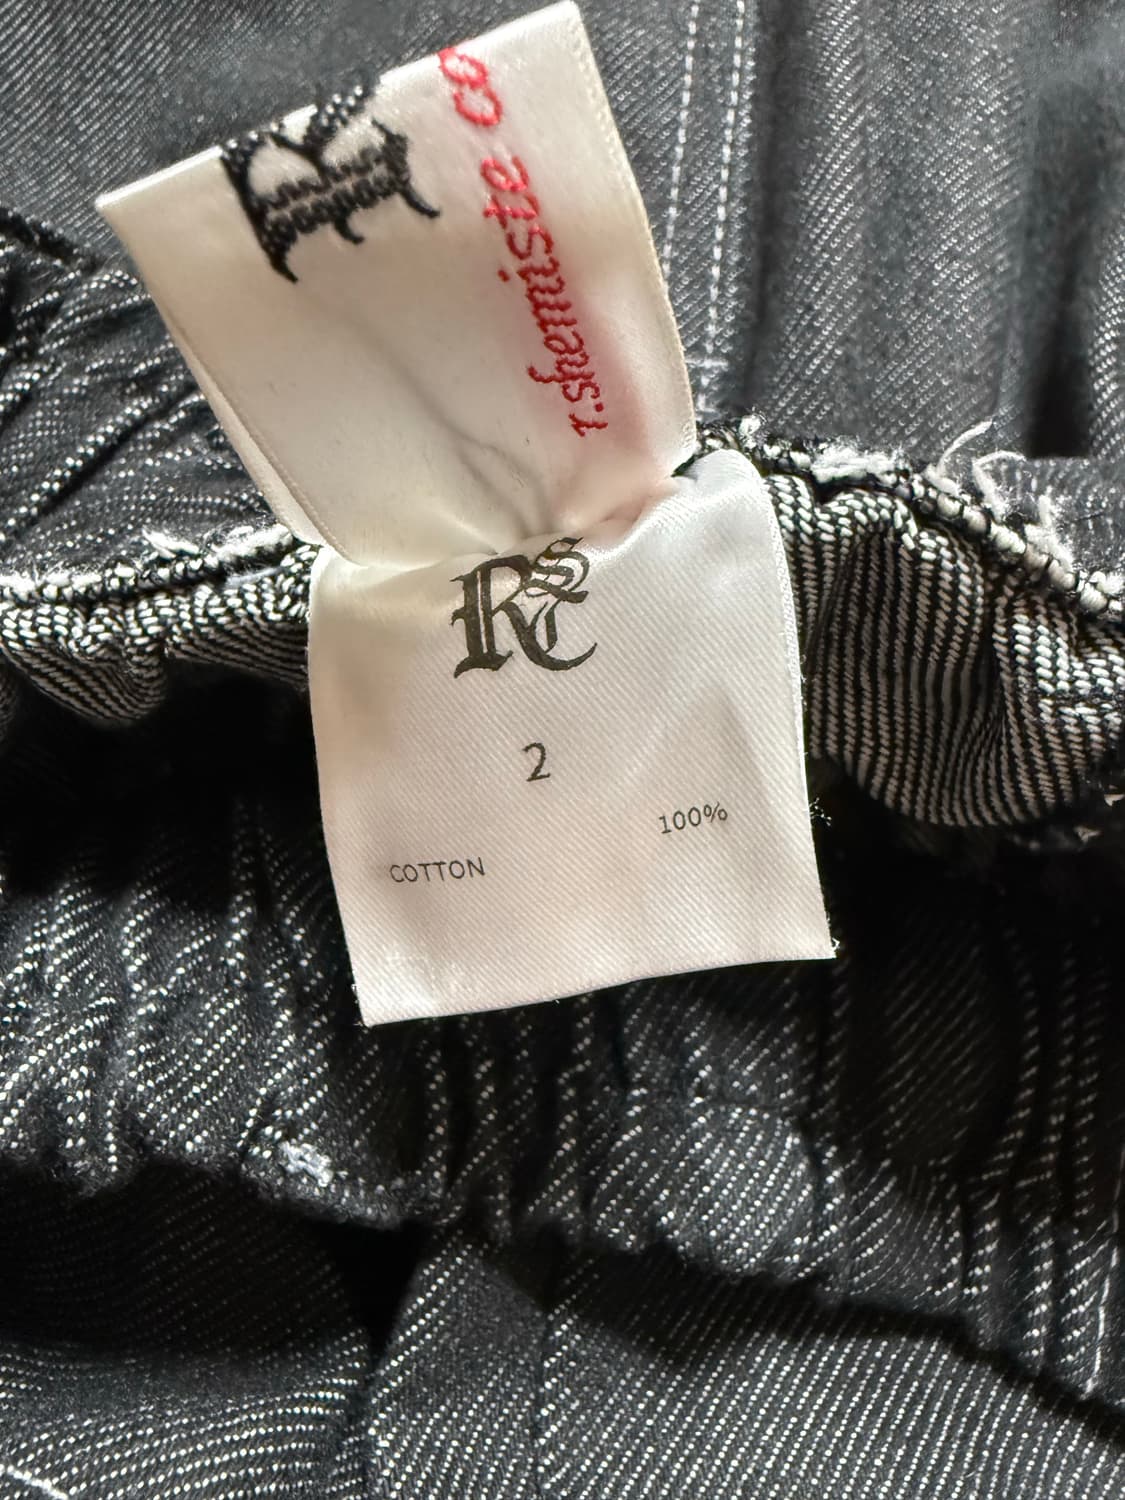 r.shemiste co
RSC
2
COTTON 100%